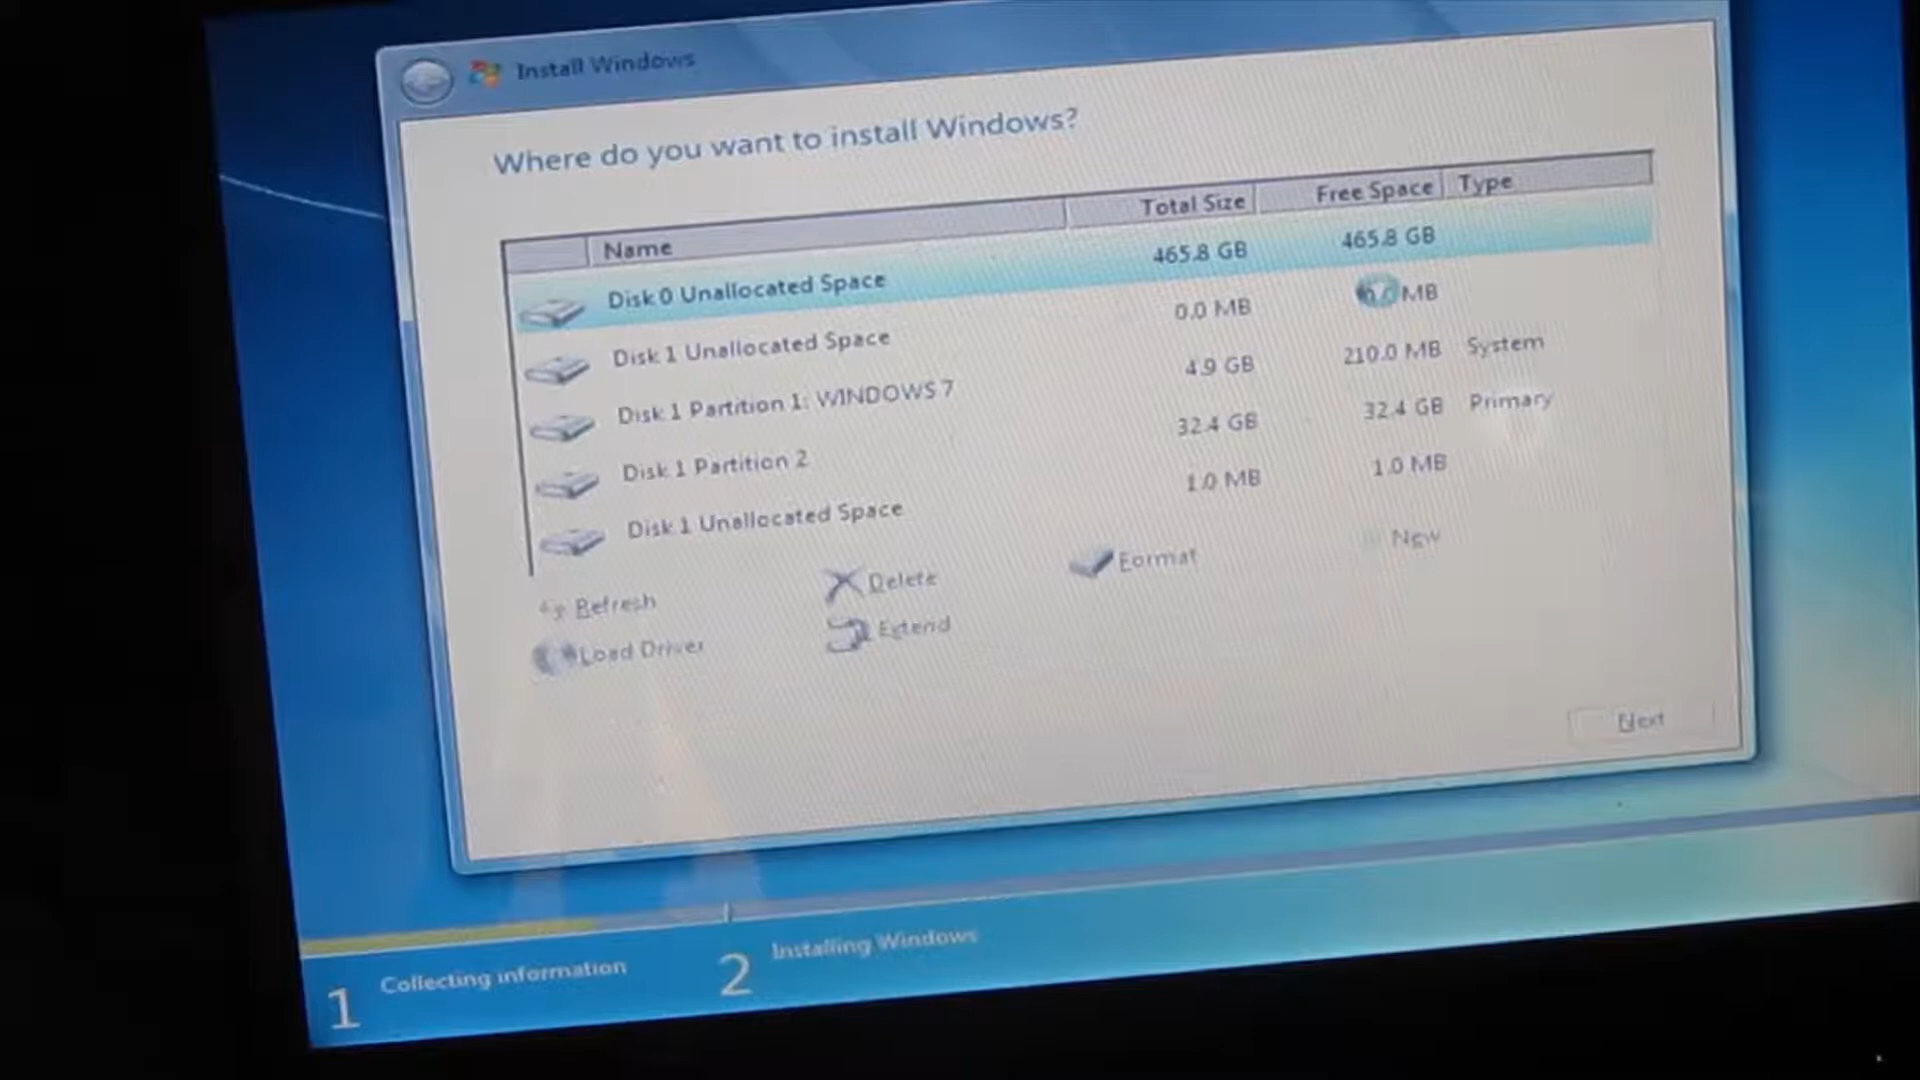 Install Windows
Where do you want to install Windows?
Name Total Size Free Space Type
Disk 0 Unallocated Space 465.8 GB 465.8 GB
Disk 1 Unallocated Space 0.0 MB MB
Disk 1 Partition 1: WINDOWS 7 4.9 GB 210.0 MB System
Disk 1 Partition 2 32.4 GB 32.4 GB Primary
Disk 1 Unallocated Space 1.0 MB 1.0 MB
Refresh Delete Format New
Load Driver Extend
Next
1 Collecting information 2 Installing Windows